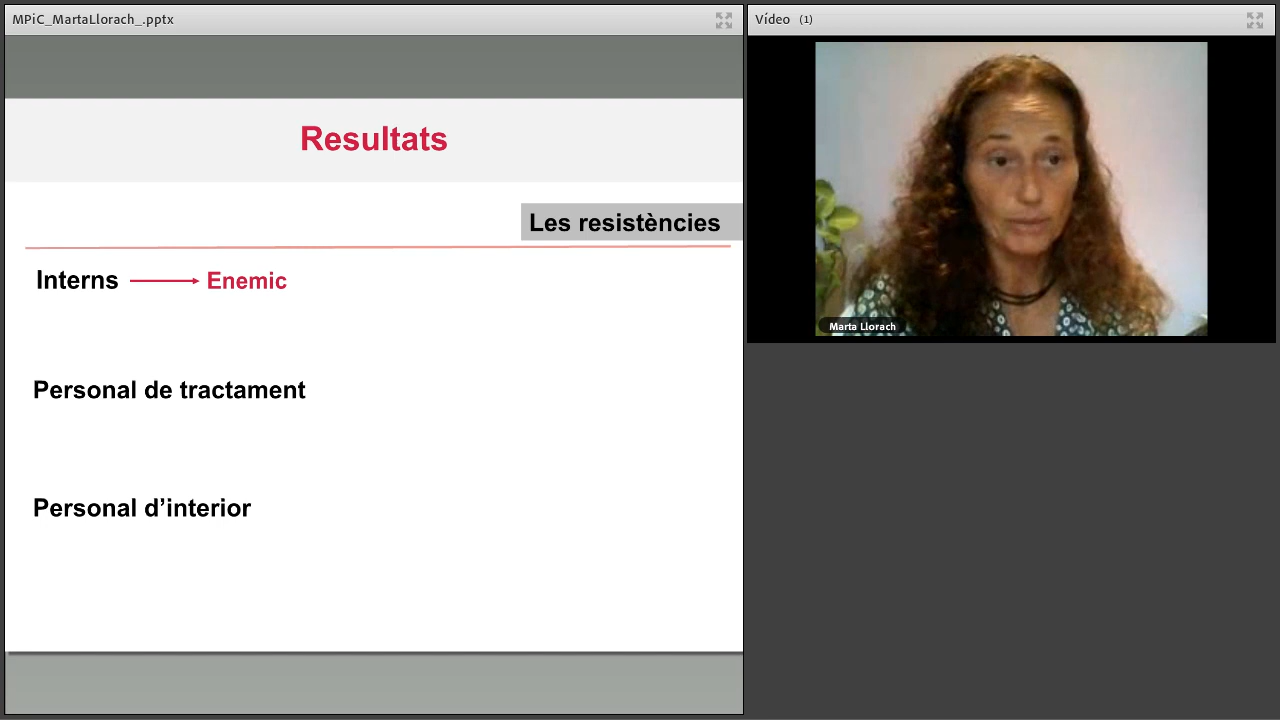 MPiC_MartaLlorach_.pptx
Vídeo (1)
Resultats
Les resistències
Interns Enemic
Personal de tractament
Personal d’interior
Marta Llorach